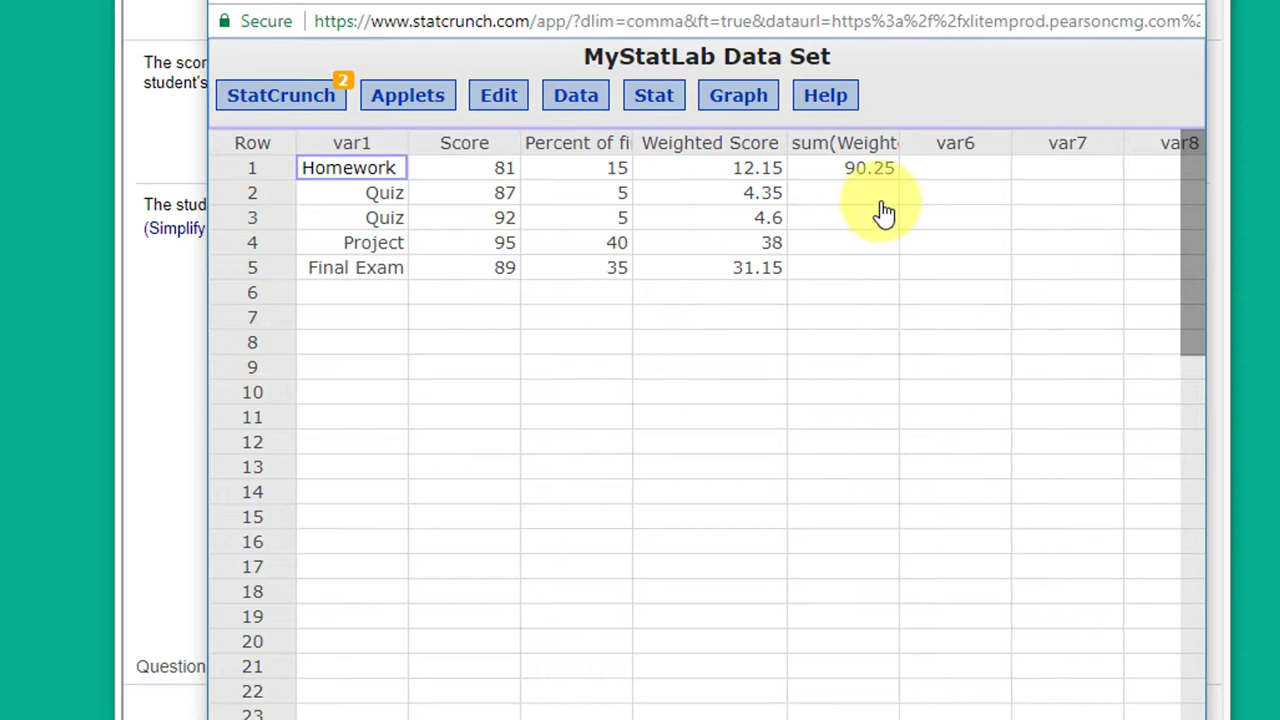 Secure https://www.statcrunch.com/app/?dlim=comma&ft=true&dataurl=https%3a%2f%2fxlitemprod.pearsoncmg.com%2
MyStatLab Data Set
The scor
student's
2
StatCrunch Applets Edit Data Stat Graph Help
Row var1 Score Percent of fi Weighted Score sum(Weight var6 var7 var8
1 Homework 81 15 12.15 90.25
2 Quiz 87 5 4.35
The stud
3 Quiz 92 5 4.6
(Simplify
4 Project 95 40 38
5 Final Exam 89 35 31.15
6
7
8
9
10
11
12
13
14
15
16
17
18
19
20
21
Question
22
23